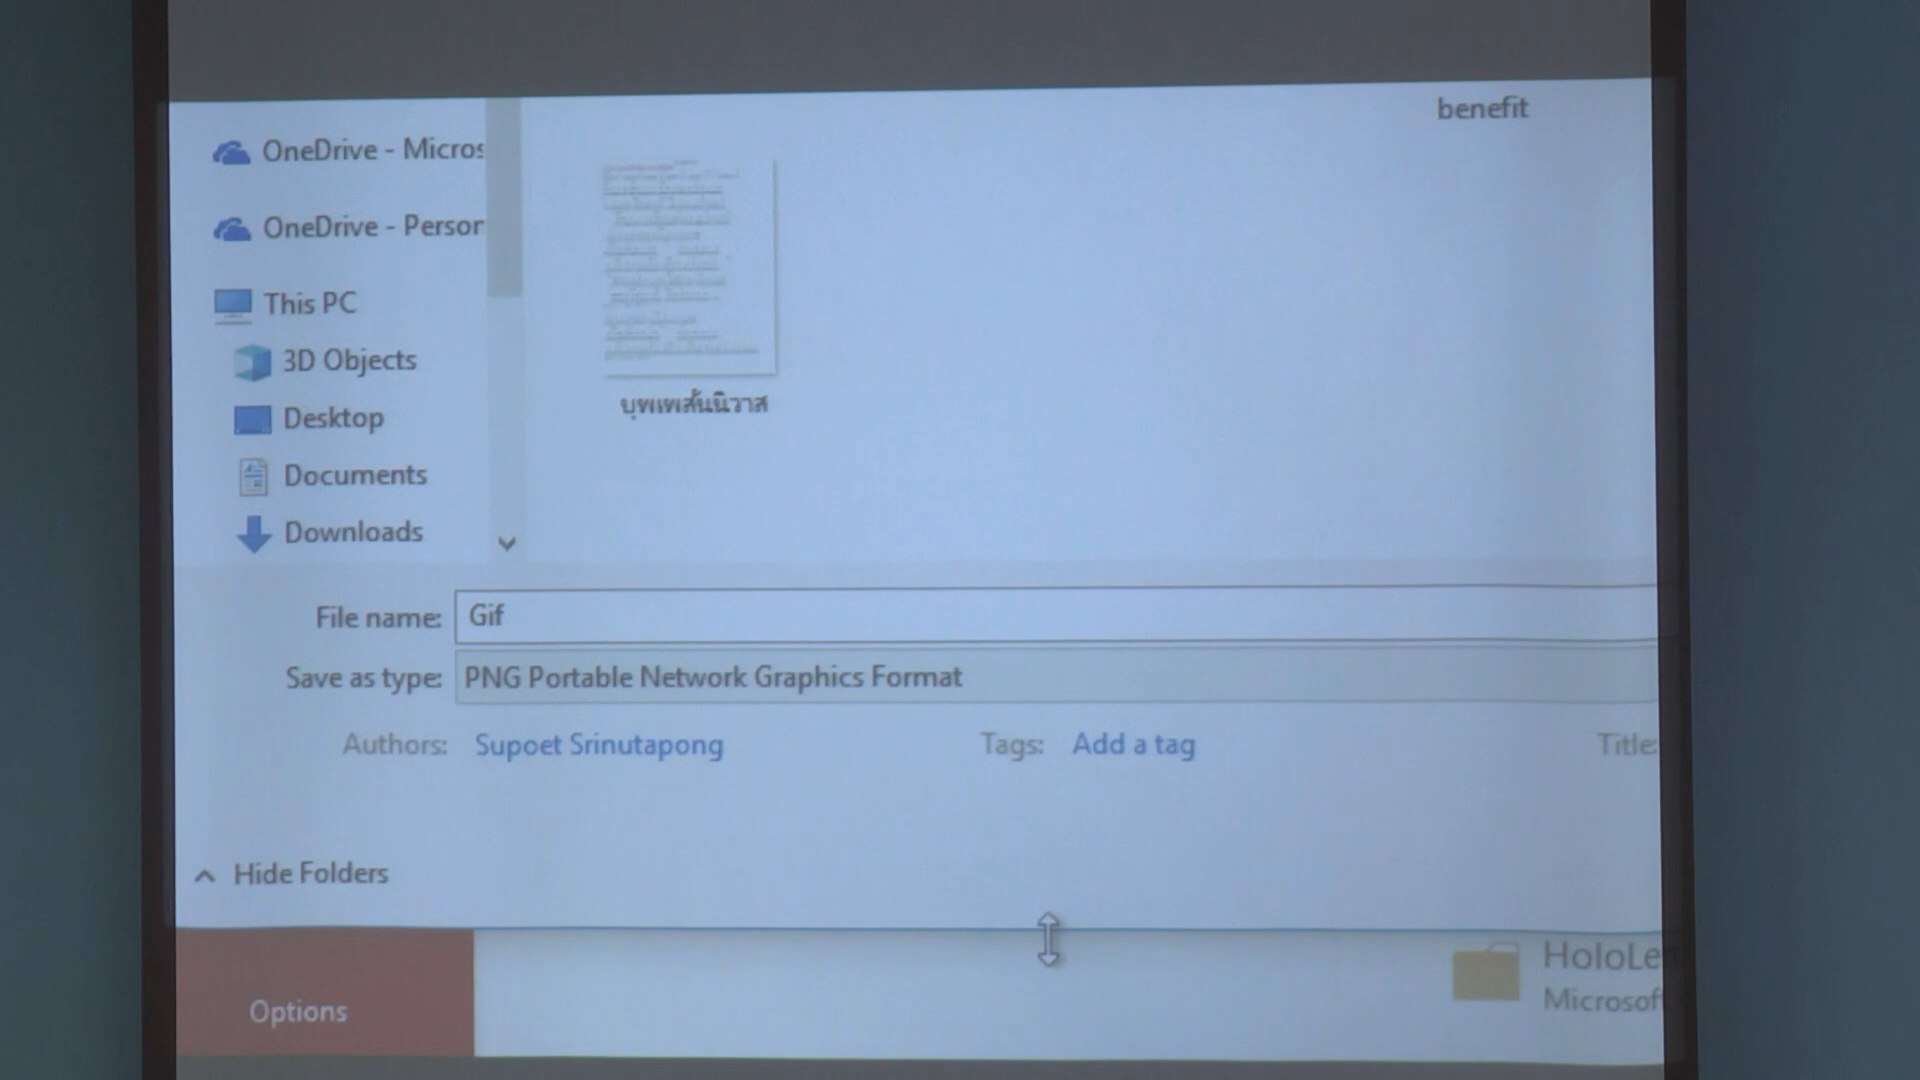 benefit
OneDrive - Micros
OneDrive - Person
This PC
3D Objects
Desktop
Documents
Downloads
บุพเพสันนิวาส
File name: Gif
Save as type: PNG Portable Network Graphics Format
Authors: Supoet Srinutapong Tags: Add a tag Title:
Hide Folders
HoloLe
Microsoft
Options